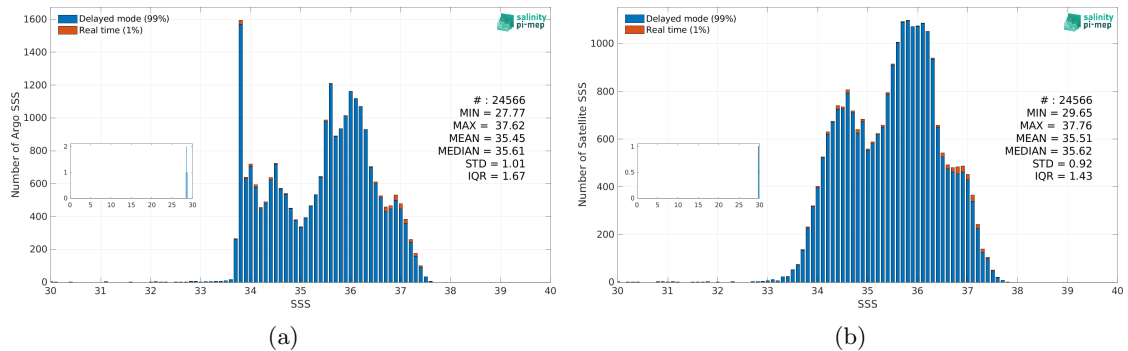 Delayed mode (99%)
Real time (1%)
salinity
pi-mep
# : 24566
MIN = 27.77
MAX = 37.62
MEAN = 35.45
MEDIAN = 35.61
STD = 1.01
IQR = 1.67
Number of Argo SSS
0
200
400
600
800
1000
1200
1400
1600
0
1
2
0 5 10 15 20 25 30
30 31 32 33 34 35 36 37 38 39 40
SSS
(a)
Delayed mode (99%)
Real time (1%)
salinity
pi-mep
# : 24566
MIN = 29.65
MAX = 37.76
MEAN = 35.51
MEDIAN = 35.62
STD = 0.92
IQR = 1.43
Number of Satellite SSS
0
200
400
600
800
1000
0
0.5
1
0 5 10 15 20 25 30
30 31 32 33 34 35 36 37 38 39 40
SSS
(b)